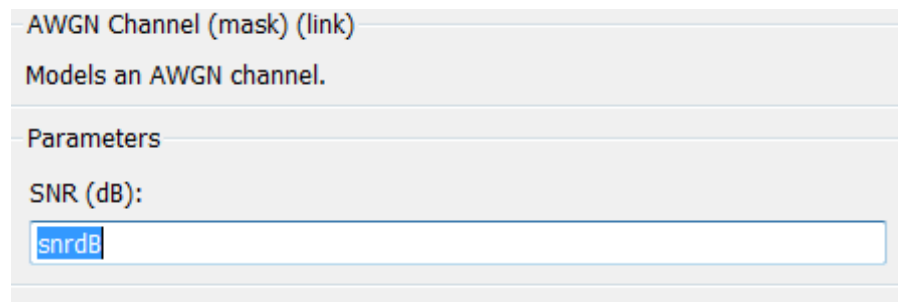 AWGN Channel (mask) (link)
Models an AWGN channel.
Parameters
SNR (dB):
snrdB